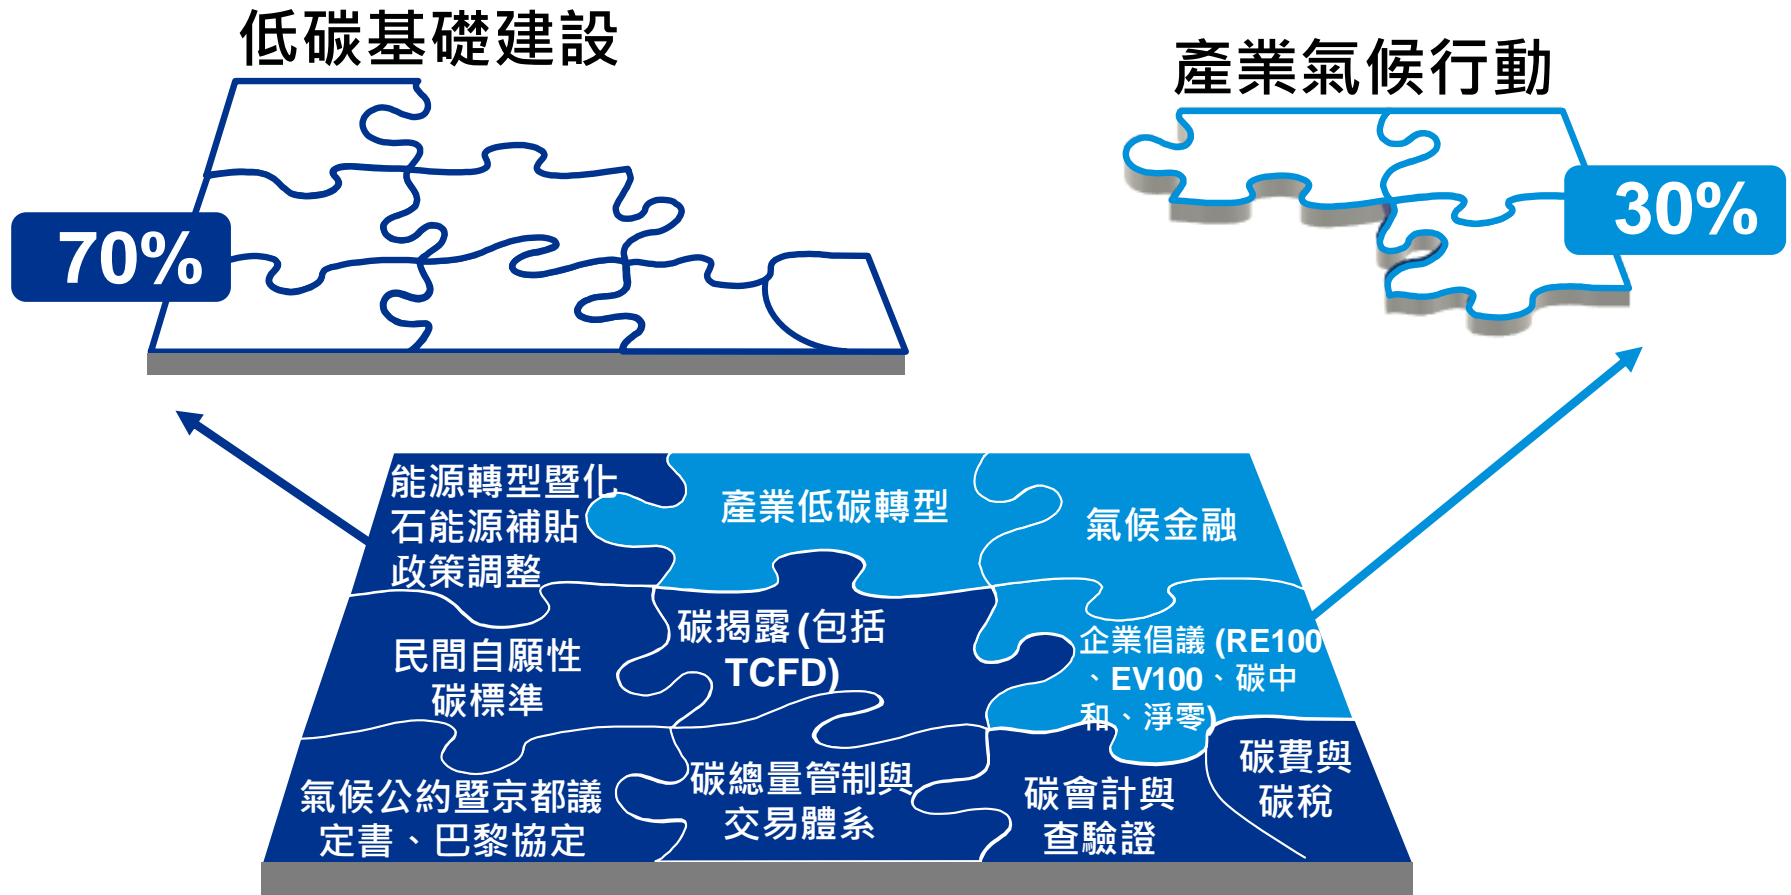 低碳基礎建設
產業氣候行動
70%
30%
能源轉型暨化
石能源補貼
政策調整
產業低碳轉型
氣候金融
民間自願性
碳標準
碳揭露 (包括
TCFD)
企業倡議 (RE100
、EV100、碳中
和、淨零)
氣候公約暨京都議
定書、巴黎協定
碳總量管制與
交易體系
碳會計與
查驗證
碳費與
碳稅